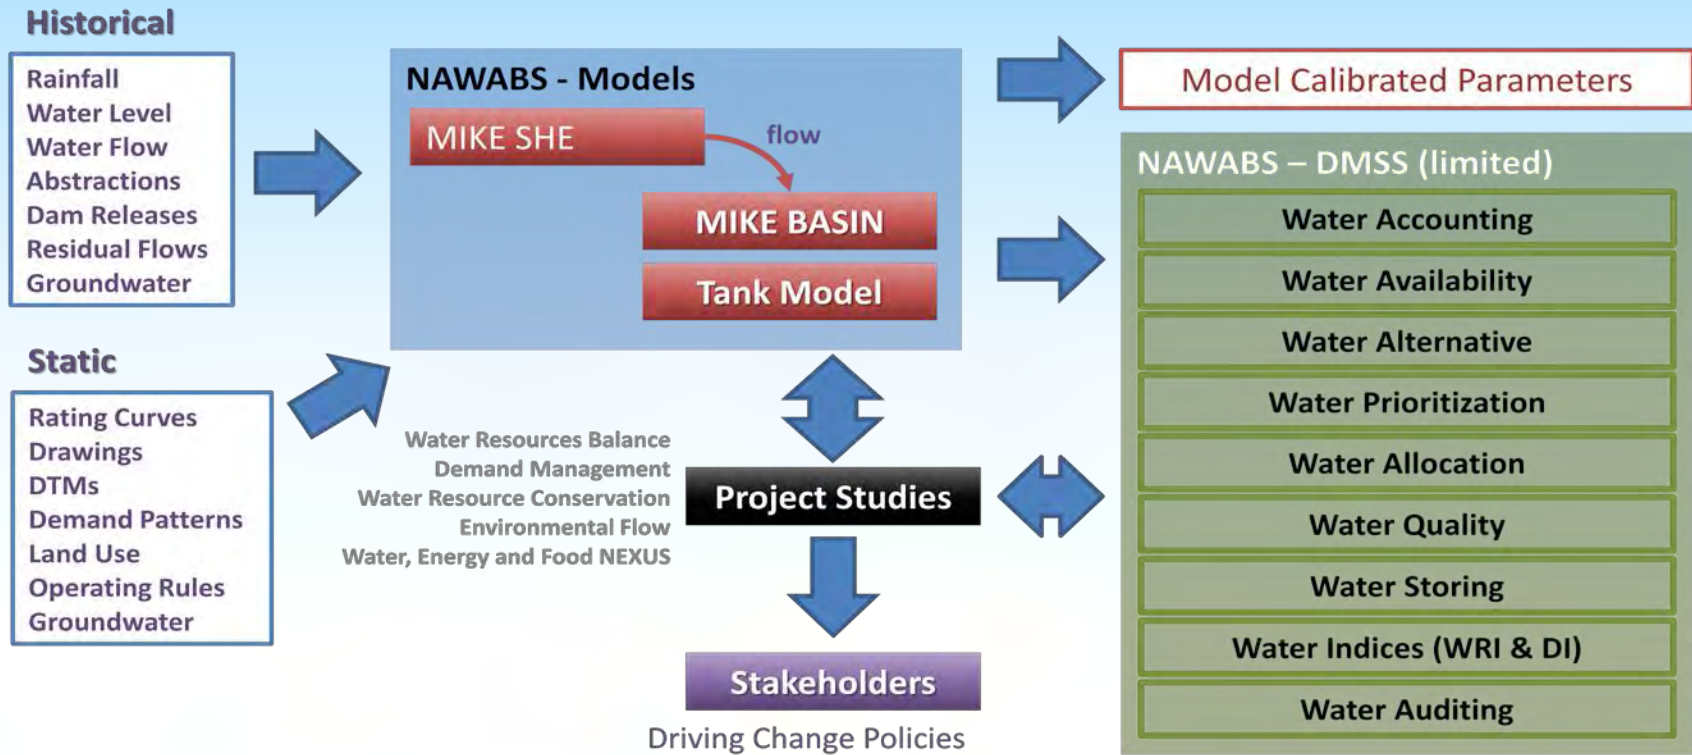 Historical
Rainfall
Water Level
Water Flow
Abstractions
Dam Releases
Residual Flows
Groundwater
Static
Rating Curves
Drawings
DTMs
Demand Patterns
Land Use
Operating Rules
Groundwater
NAWABS - Models
MIKE SHE
flow
MIKE BASIN
Tank Model
Water Resources Balance
Demand Management
Water Resource Conservation
Environmental Flow
Water, Energy and Food NEXUS
Project Studies
Stakeholders
Driving Change Policies
Model Calibrated Parameters
NAWABS – DMSS (limited)
Water Accounting
Water Availability
Water Alternative
Water Prioritization
Water Allocation
Water Quality
Water Storing
Water Indices (WRI & DI)
Water Auditing